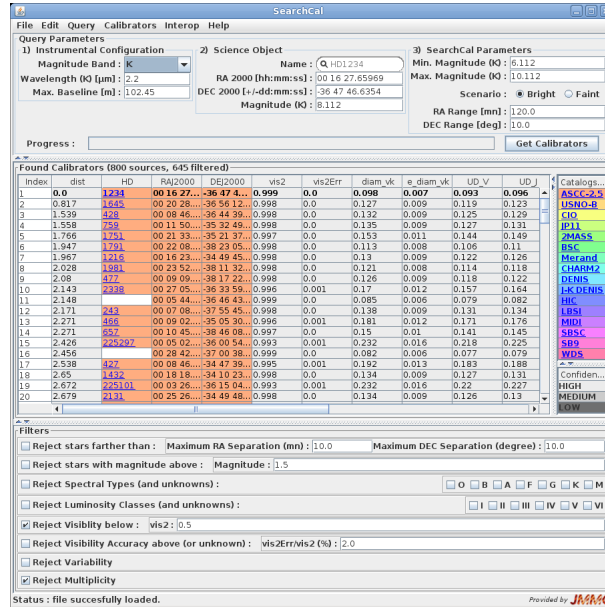 SearchCal
File Edit Query Calibrators Interop Help
Query Parameters
1) Instrumental Configuration
Magnitude Band : K
Wavelength (K) [µm] : 2.2
Max. Baseline [m] : 102.45
2) Science Object
Name : HD1234
RA 2000 [hh:mm:ss] : 00 16 27.65969
DEC 2000 [+/-dd:mm:ss] : -36 47 46.6354
Magnitude (K) : 8.112
3) SearchCal Parameters
Min. Magnitude (K) : 6.112
Max. Magnitude (K) : 10.112
Scenario : Bright Faint
RA Range [mn] : 120.0
DEC Range [deg] : 10.0
Progress :
Get Calibrators
Found Calibrators (800 sources, 645 filtered)
Index dist HD RAJ2000 DEJ2000 vis2 vis2Err diam_vk e_diam_vk UD_V UD_J
1 0.0 1234 00 16 27... -36 47 4... 0.999 0.0 0.098 0.007 0.093 0.096
2 0.817 1645 00 20 28.... -36 56 12... 0.998 0.0 0.127 0.009 0.119 0.123
3 1.539 428 00 08 46.... -36 44 39... 0.998 0.0 0.132 0.009 0.125 0.129
4 1.558 759 00 11 50.... -35 32 49... 0.998 0.0 0.135 0.009 0.127 0.131
5 1.766 1751 00 21 33.... -35 21 37... 0.997 0.0 0.153 0.011 0.144 0.149
6 1.947 1791 00 22 08.... -38 23 05... 0.998 0.0 0.113 0.008 0.106 0.11
7 1.967 1216 00 16 23.... -34 49 45... 0.998 0.0 0.13 0.009 0.122 0.126
8 2.028 1981 00 23 52.... -38 11 32... 0.998 0.0 0.121 0.008 0.114 0.118
9 2.08 477 00 09 09.... -38 17 22... 0.998 0.0 0.126 0.009 0.118 0.122
10 2.143 2338 00 27 05.... -36 33 59... 0.996 0.001 0.17 0.012 0.157 0.164
11 2.148 00 05 44.... -36 46 43... 0.999 0.0 0.085 0.006 0.079 0.082
12 2.171 243 00 07 08.... -37 55 45... 0.998 0.0 0.138 0.009 0.131 0.134
13 2.271 466 00 09 02.... -35 05 30... 0.996 0.001 0.181 0.012 0.171 0.176
14 2.271 657 00 10 45.... -38 46 08... 0.997 0.0 0.15 0.01 0.141 0.145
15 2.426 225297 00 05 02.... -36 00 54... 0.993 0.001 0.232 0.016 0.218 0.225
16 2.456 00 28 42.... -37 00 38... 0.999 0.0 0.082 0.006 0.077 0.079
17 2.538 427 00 08 46.... -34 47 39... 0.995 0.001 0.192 0.013 0.183 0.188
18 2.65 1432 00 18 18.... -34 10 23... 0.998 0.0 0.134 0.009 0.127 0.131
19 2.672 225101 00 03 26.... -36 15 04... 0.993 0.001 0.232 0.016 0.22 0.227
20 2.679 2131 00 25 26.... -34 49 48... 0.998 0.0 0.134 0.009 0.126 0.13
Catalogs...
ASCC-2.5
USNO-B
CIO
JP11
2MASS
BSC
Merand
CHARM2
DENIS
J-K DENIS
HIC
LBSI
MIDI
SBSC
SB9
WDS
Confiden...
HIGH
MEDIUM
LOW
Filters
Reject stars farther than : Maximum RA Separation (mn) : 10.0 Maximum DEC Separation (degree) : 10.0
Reject stars with magnitude above : Magnitude : 1.5
Reject Spectral Types (and unknowns) : O B A F G K M
Reject Luminosity Classes (and unknowns) : I II III IV V VI
Reject Visiblity below : vis2 : 0.5
Reject Visibility Accuracy above (or unknown) : vis2Err/vis2 (%) : 2.0
Reject Variability
Reject Multiplicity
Status : file succesfully loaded.
Provided by JMMC